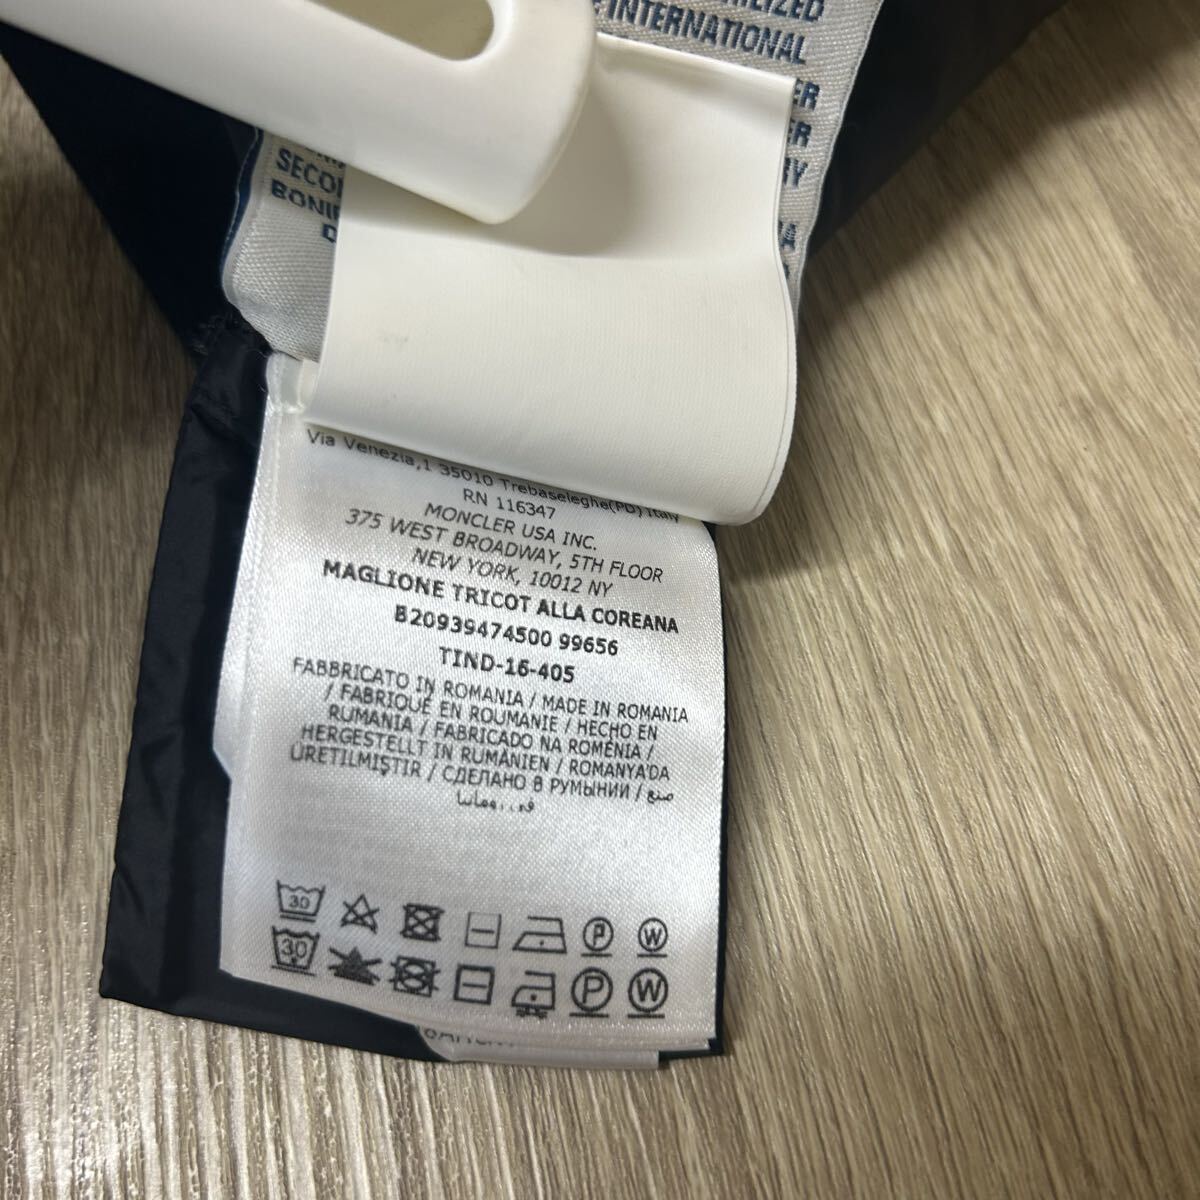 INTERNATIONAL
ER
ER
RY
BONI
Via Venezia,1 35010 Trebaseleghe(PD) Italy
RN 116347
MONCLER USA INC.
375 WEST BROADWAY, 5TH FLOOR
NEW YORK, 10012 NY
MAGLIONE TRICOT ALLA COREANA
B20939474500 99656
TIND-16-405
FABBRICATO IN ROMANIA / MADE IN ROMANIA
/ FABRIQUÉ EN ROUMANIE / HECHO EN
RUMANIA / FABRICADO NA ROMÉNIA /
HERGESTELLT IN RUMÄNIEN / ROMANYA'DA
ÜRETILMIŞTIR / СДЕЛАНО В РУМЫНИИ / صنع
30 P W
30 P W